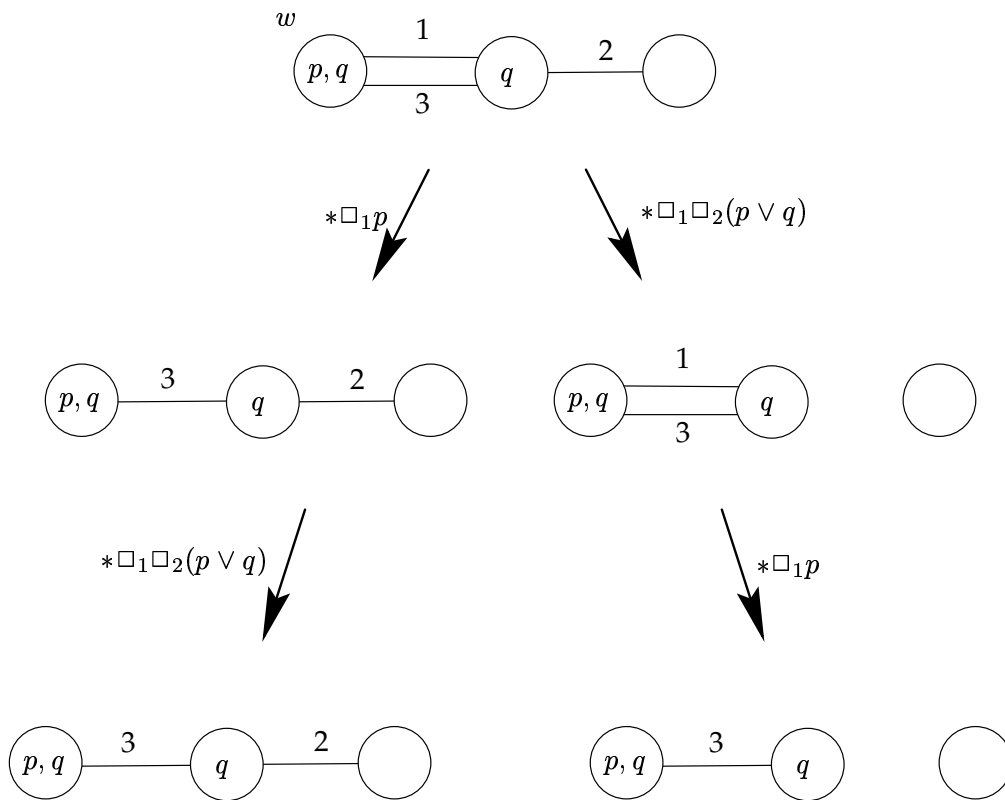 w
1
p, q q 2
3
*□₁p *□₁□₂(p ∨ q)
1
p, q 3 q 2 p, q q
3
*□₁□₂(p ∨ q) *□₁p
p, q 3 q 2 p, q 3 q